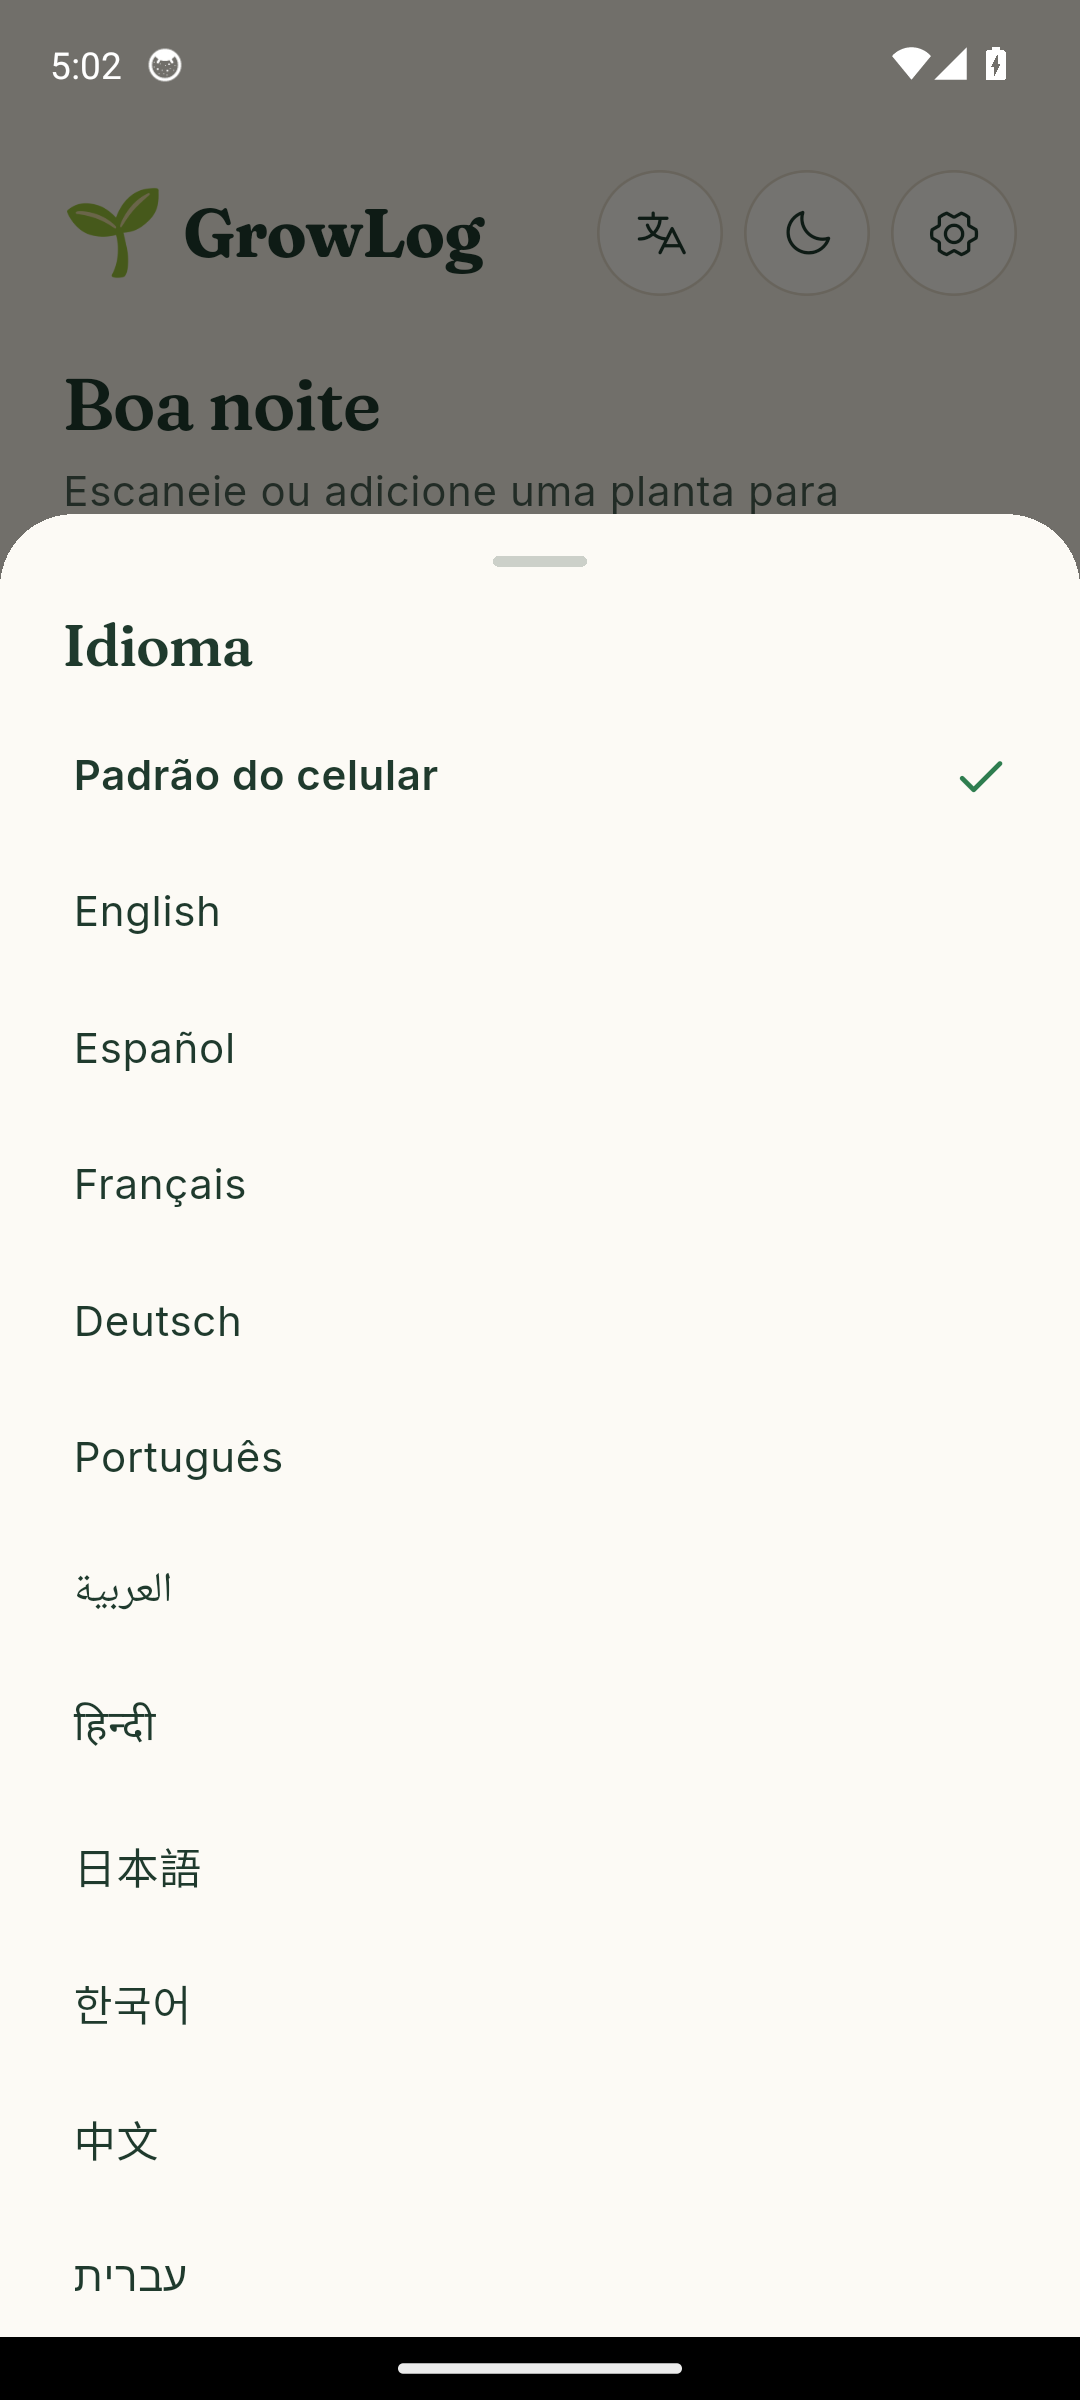 5:02
GrowLog
Boa noite
Escaneie ou adicione uma planta para
Idioma
Padrão do celular
English
Español
Français
Deutsch
Português
العربية
हिन्दी
日本語
한국어
中文
עברית